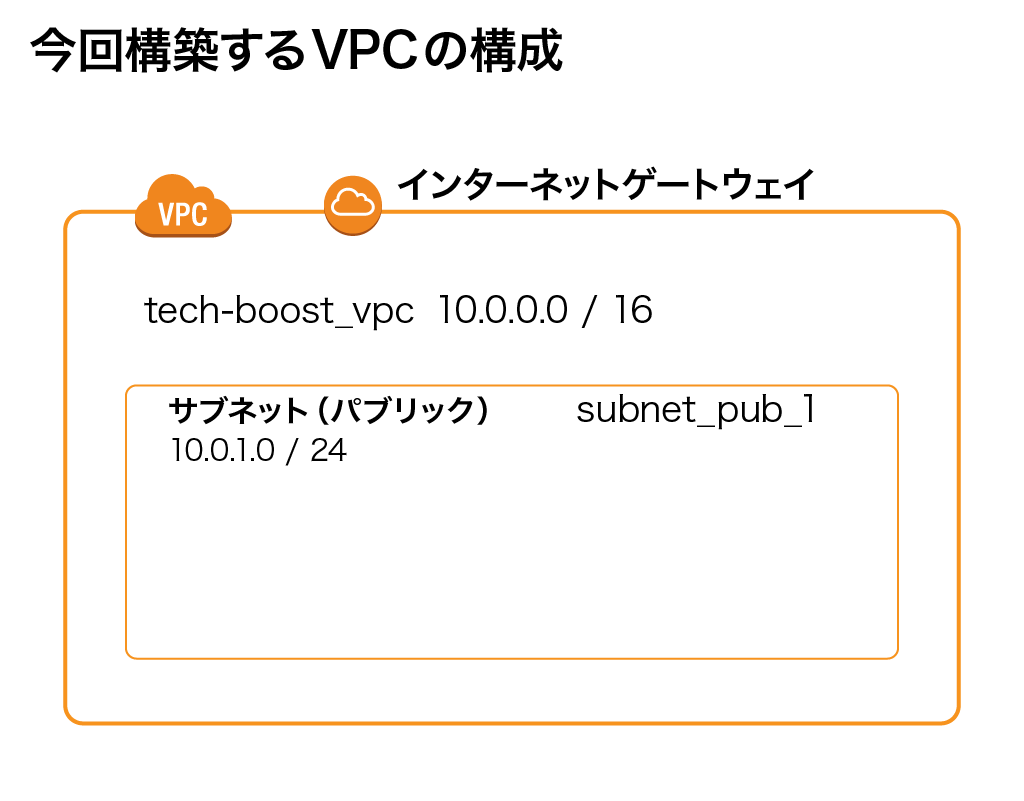 今回構築するVPCの構成
インターネットゲートウェイ
VPC
tech-boost_vpc 10.0.0.0 / 16
サブネット（パブリック） subnet_pub_1
10.0.1.0 / 24